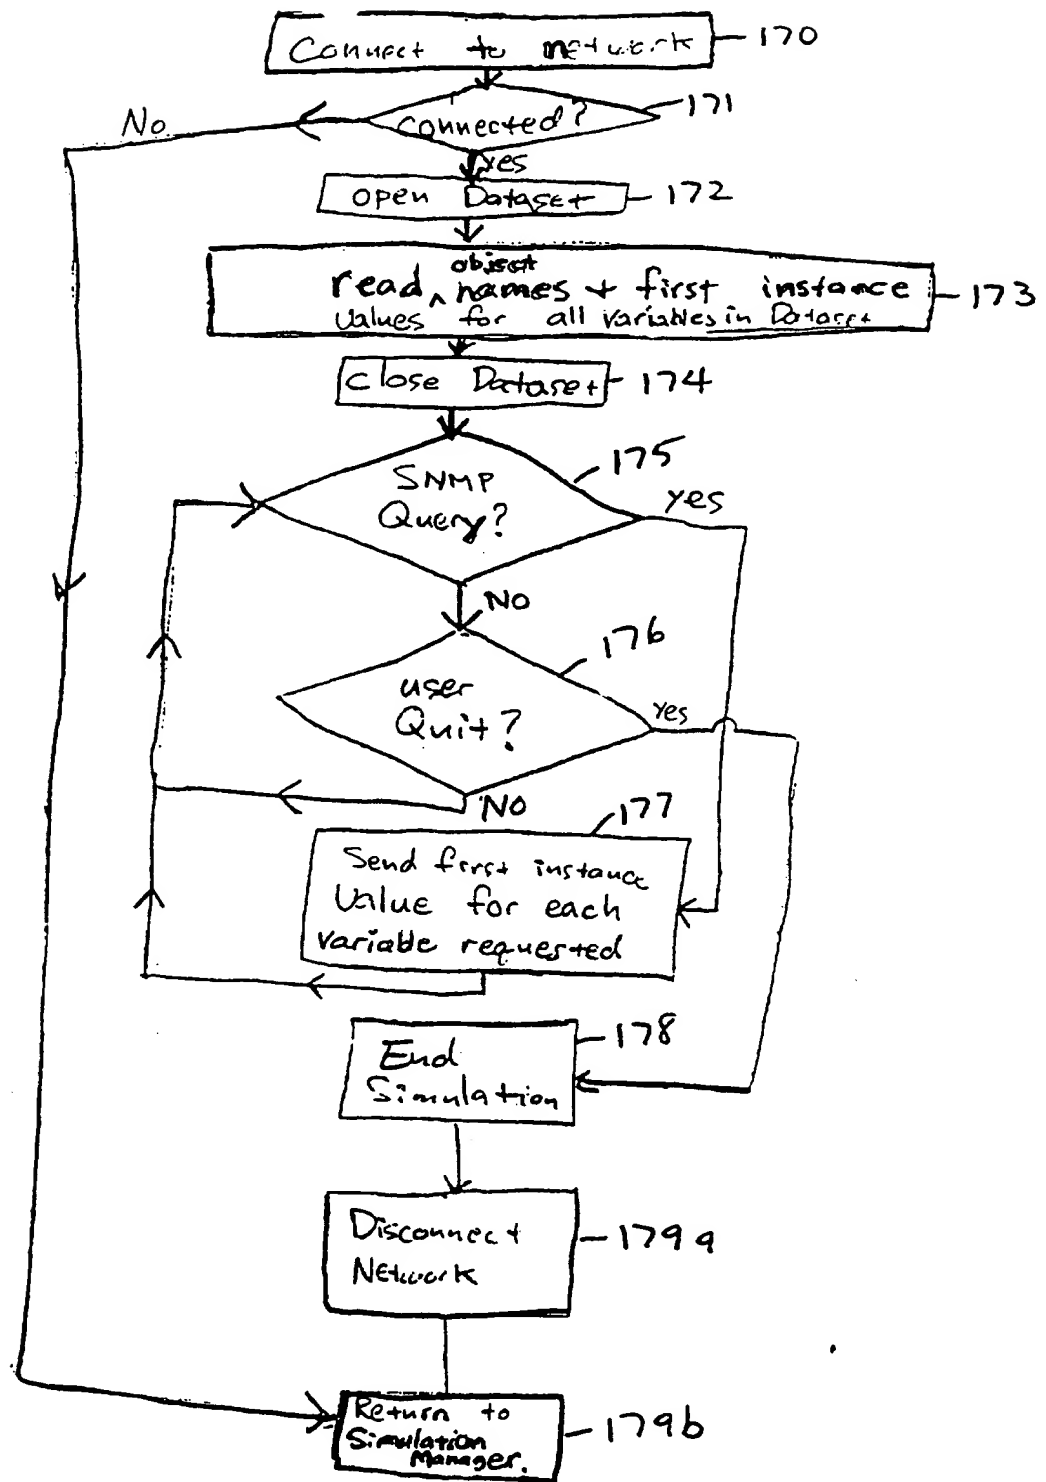 Connect to network
170
171
No
Connected?
Yes
open Dataset
172
object
read ^ names + first instance
173
Values for all variables in Dataset
Close Dataset
174
175
SNMP
Query?
yes
NO
176
user
Quit?
Yes
NO
177
Send first instance
Value for each
variable requested
178
End
Simulation
Disconnect
Network
179a
Return to
Simulation
Manager.
179b